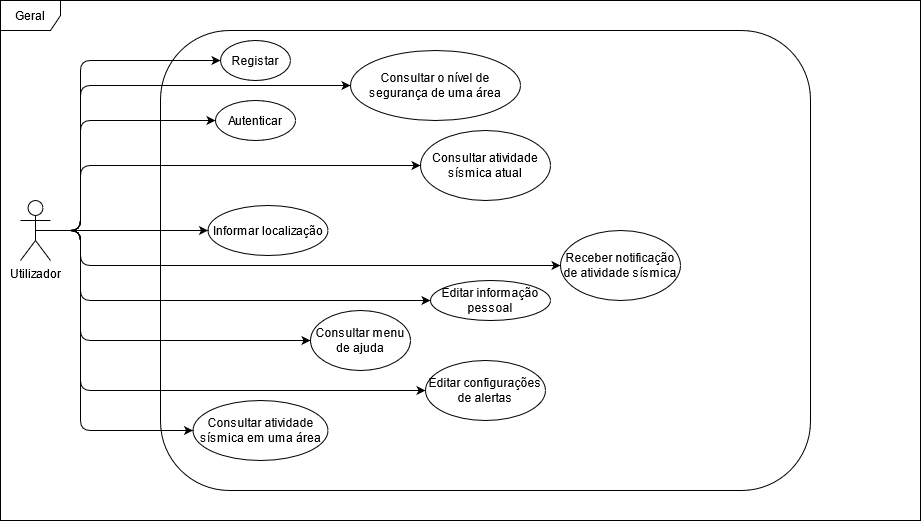 Geral
Registar
Consultar o nível de
segurança de uma área
Autenticar
Consultar atividade
sísmica atual
Informar localização
Utilizador
Receber notificação
de atividade sísmica
Editar informação
pessoal
Consultar menu
de ajuda
Editar configurações
de alertas
Consultar atividade
sísmica em uma área